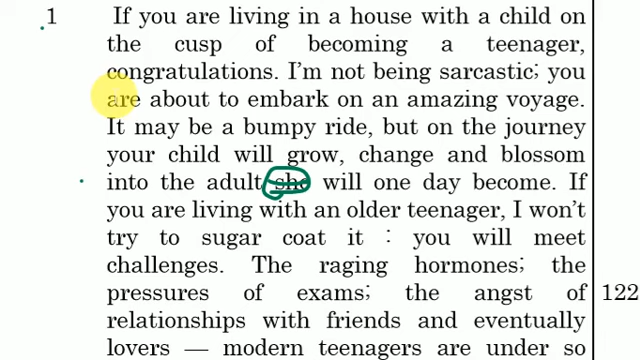 1 If you are living in a house with a child on
the cusp of becoming a teenager,
congratulations. I'm not being sarcastic; you
are about to embark on an amazing voyage.
It may be a bumpy ride, but on the journey
your child will grow, change and blossom
into the adult she will one day become. If
you are living with an older teenager, I won't
try to sugar coat it : you will meet
challenges. The raging hormones; the
pressures of exams; the angst of 122
relationships with friends and eventually
lovers — modern teenagers are under so